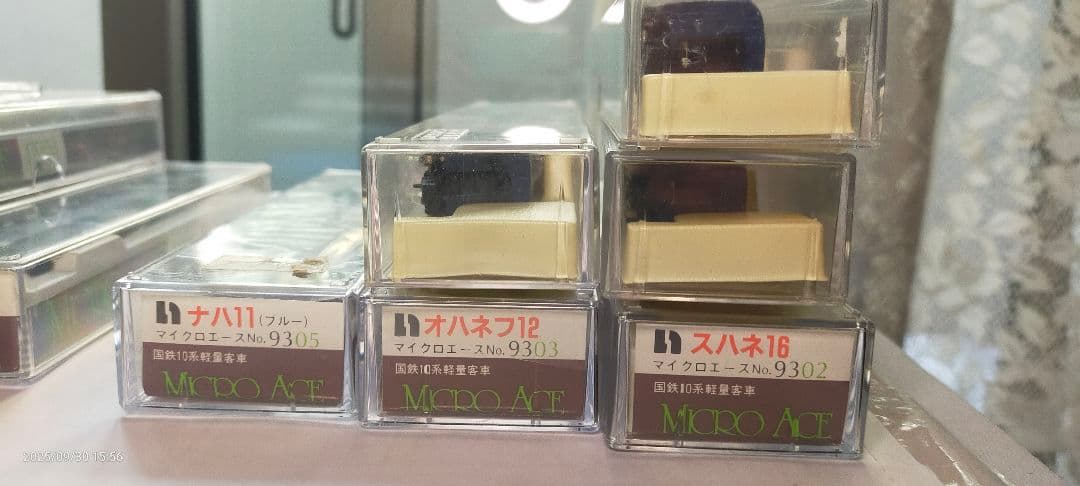 ナハ11(ブルー)
マイクロエースNo.9305
国鉄10系軽量客車
MICRO ACE
オハネフ12
マイクロエースNo.9303
国鉄10系軽量客車
MICRO ACE
スハネ16
マイクロエースNo.9302
国鉄10系軽量客車
MICRO ACE
2025/09/30 15:56